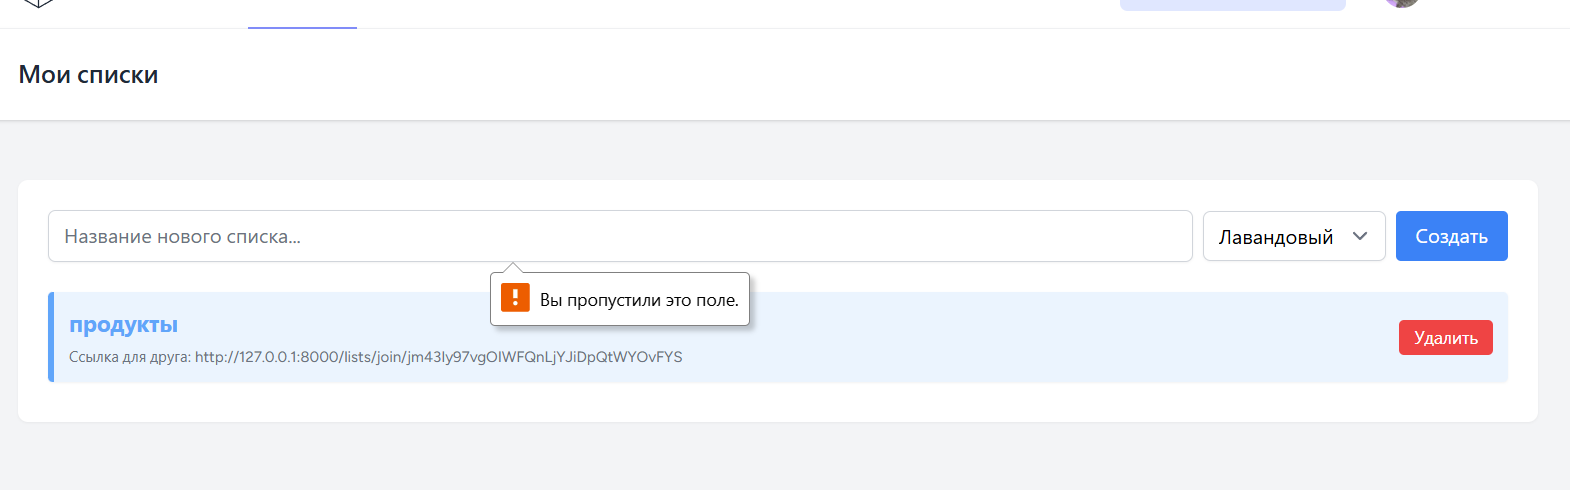 Мои списки
Название нового списка...
Лавандовый
Создать
Вы пропустили это поле.
продукты
Ссылка для друга: http://127.0.0.1:8000/lists/join/jm43ly97vgOIWFQnLjYJiDpQtWYOvFYS
Удалить